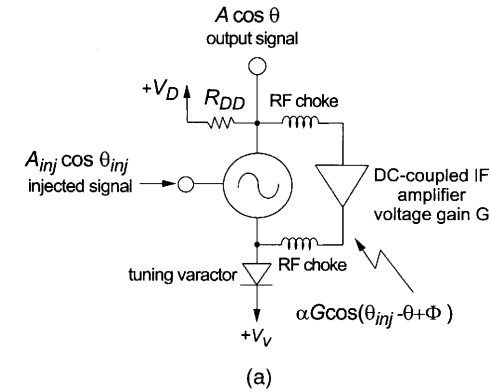 A cos θ
output signal
+V_D
R_DD
RF choke
A_inj cos θ_inj
injected signal
DC-coupled IF
amplifier
voltage gain G
RF choke
tuning varactor
αGcos(θ_inj -θ+Φ )
+V_v
(a)